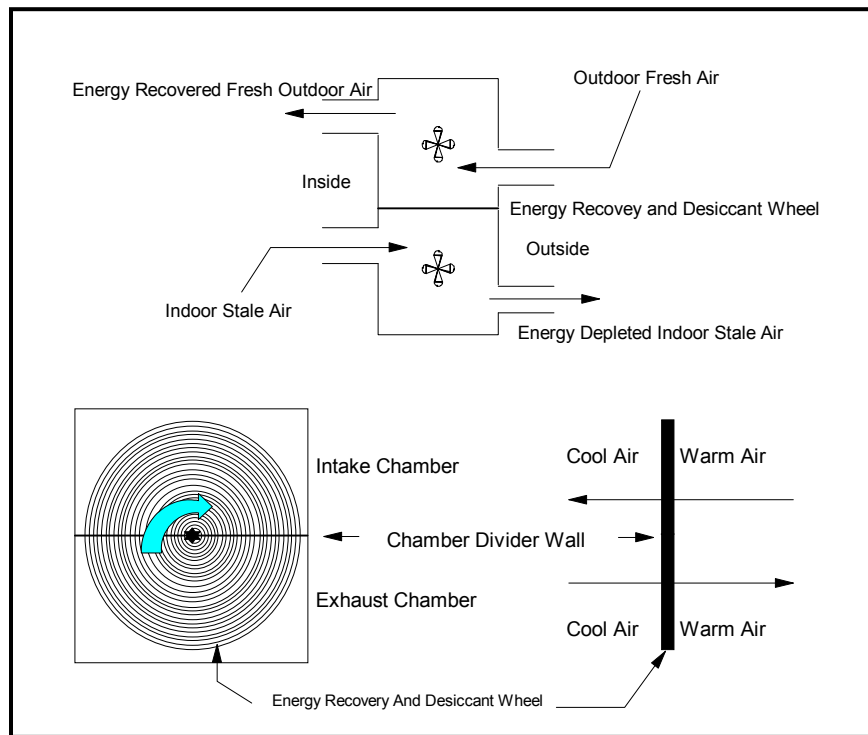 Energy Recovered Fresh Outdoor Air
Outdoor Fresh Air
Inside
Energy Recovey and Desiccant Wheel
Outside
Indoor Stale Air
Energy Depleted Indoor Stale Air
Intake Chamber
Cool Air
Warm Air
Chamber Divider Wall
Exhaust Chamber
Cool Air
Warm Air
Energy Recovery And Desiccant Wheel